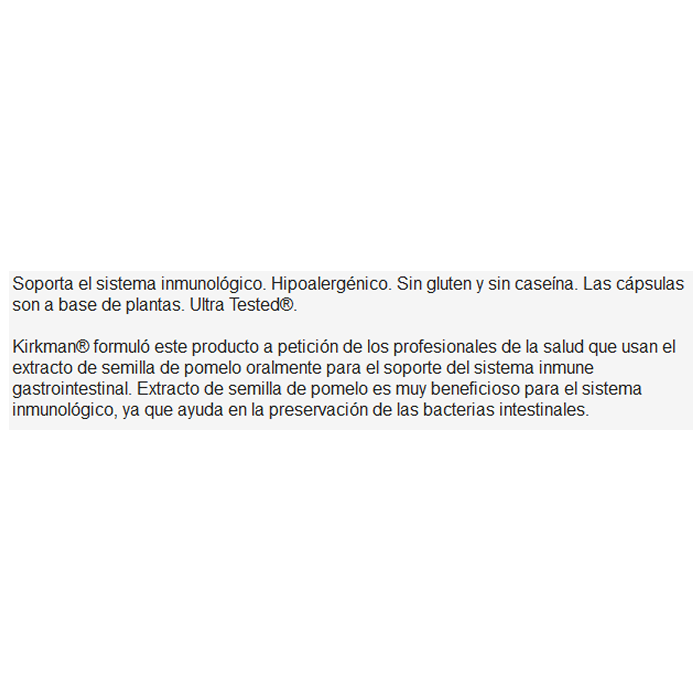 Soporta el sistema inmunológico. Hipoalergénico. Sin gluten y sin caseína. Las cápsulas
son a base de plantas. Ultra Tested®.
Kirkman® formuló este producto a petición de los profesionales de la salud que usan el
extracto de semilla de pomelo oralmente para el soporte del sistema inmune
gastrointestinal. Extracto de semilla de pomelo es muy beneficioso para el sistema
inmunológico, ya que ayuda en la preservación de las bacterias intestinales.